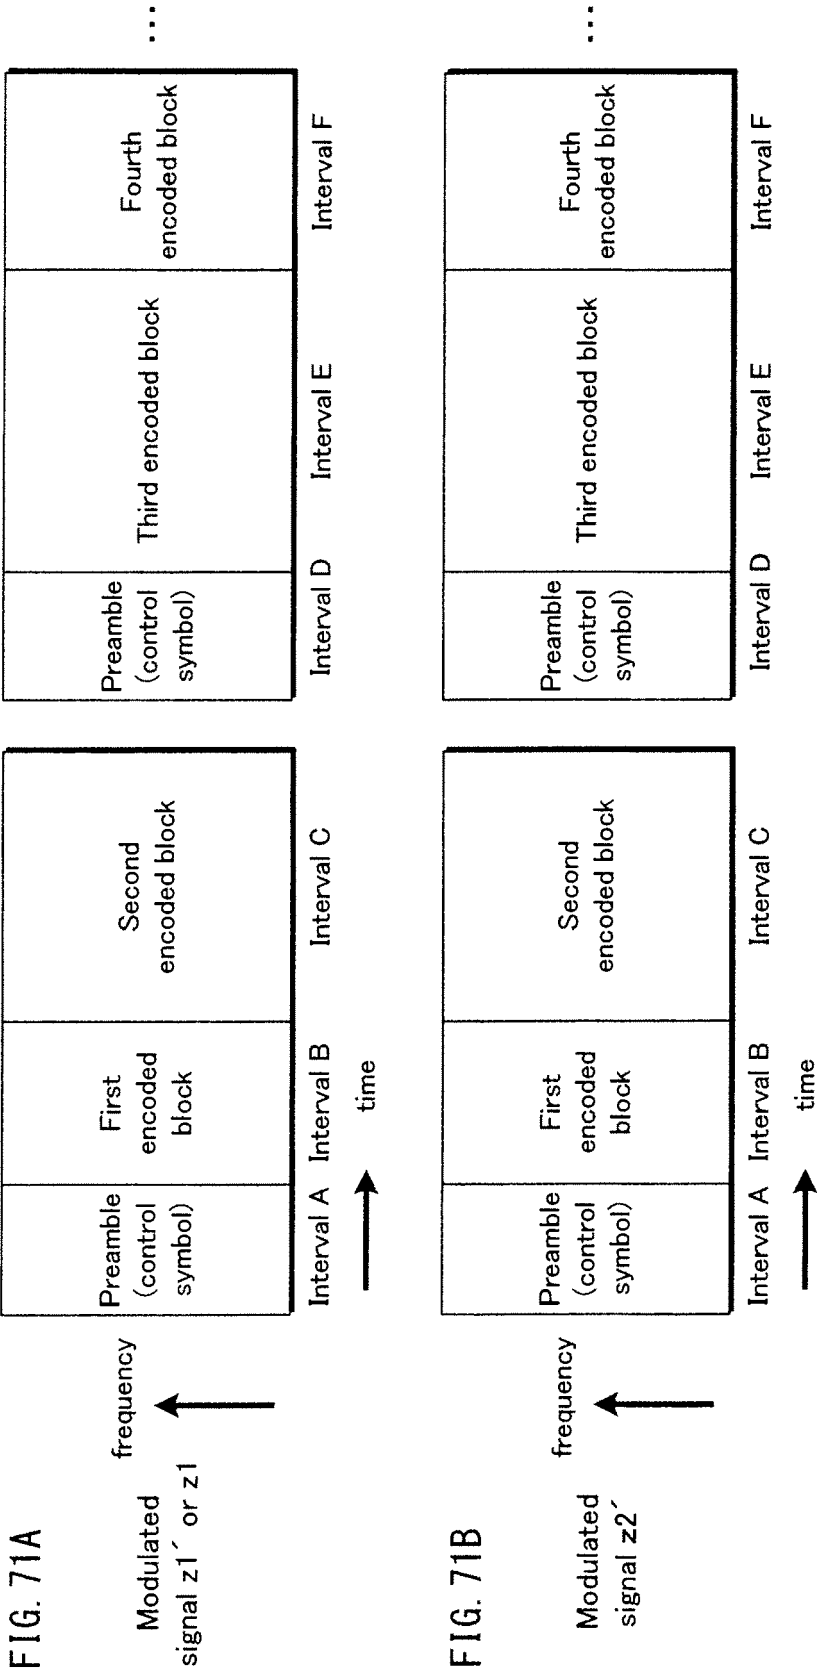 FIG. 71A
Modulated
signal z1´ or z1
frequency
Preamble
(control
symbol)
First
encoded
block
Second
encoded block
Preamble
(control
symbol)
Third encoded block
Fourth
encoded block
...
Interval A
Interval B
Interval C
Interval D
Interval E
Interval F
time
FIG. 71B
Modulated
signal z2´
frequency
Preamble
(control
symbol)
First
encoded
block
Second
encoded block
Preamble
(control
symbol)
Third encoded block
Fourth
encoded block
...
Interval A
Interval B
Interval C
Interval D
Interval E
Interval F
time